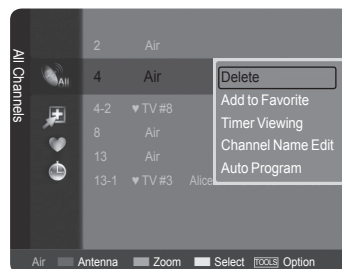 All Channels
All
2 Air
4 Air
4-2 ♥ TV #8
8 Air
13 Air
13-1 ♥ TV #3 Alice
Delete
Add to Favorite
Timer Viewing
Channel Name Edit
Auto Program
Air Antenna Zoom Select TOOLS Option